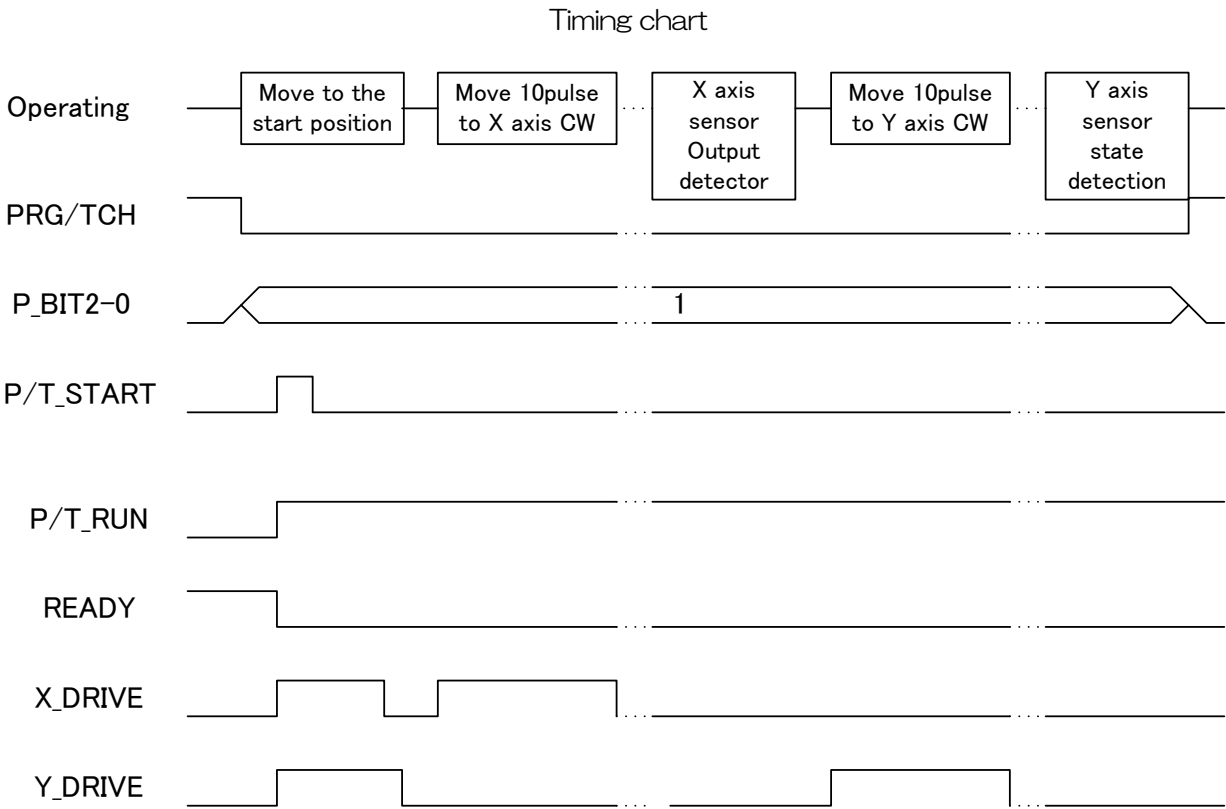 Timing chart
Operating
Move to the
start position
Move 10pulse
to X axis CW
X axis
sensor
Output
detector
Move 10pulse
to Y axis CW
Y axis
sensor
state
detection
PRG/TCH
P_BIT2-0
1
P/T_START
P/T_RUN
READY
X_DRIVE
Y_DRIVE